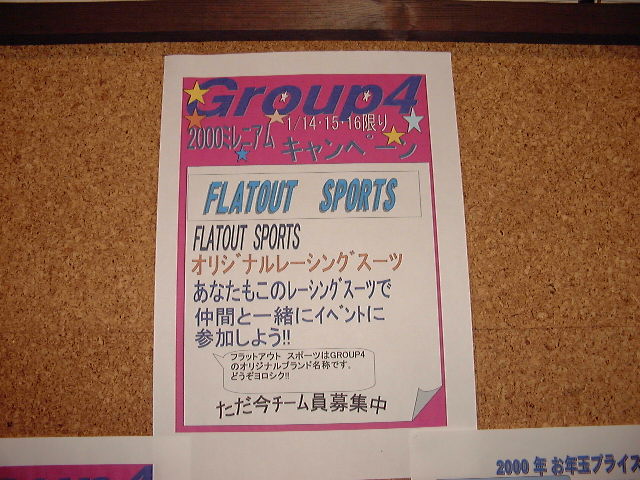 Group4
2000ミレニアム 1/14・15・16限り
キャンペーン
FLATOUT SPORTS
FLATOUT SPORTS
オリジナルレーシングスーツ
あなたもこのレーシングスーツで
仲間と一緒にイベントに
参加しよう!!
フラットアウト スポーツはGROUP4
のオリジナルブランド名称です。
どうぞヨロシク!!
ただ今チーム員募集中
2000年 お年玉プライス